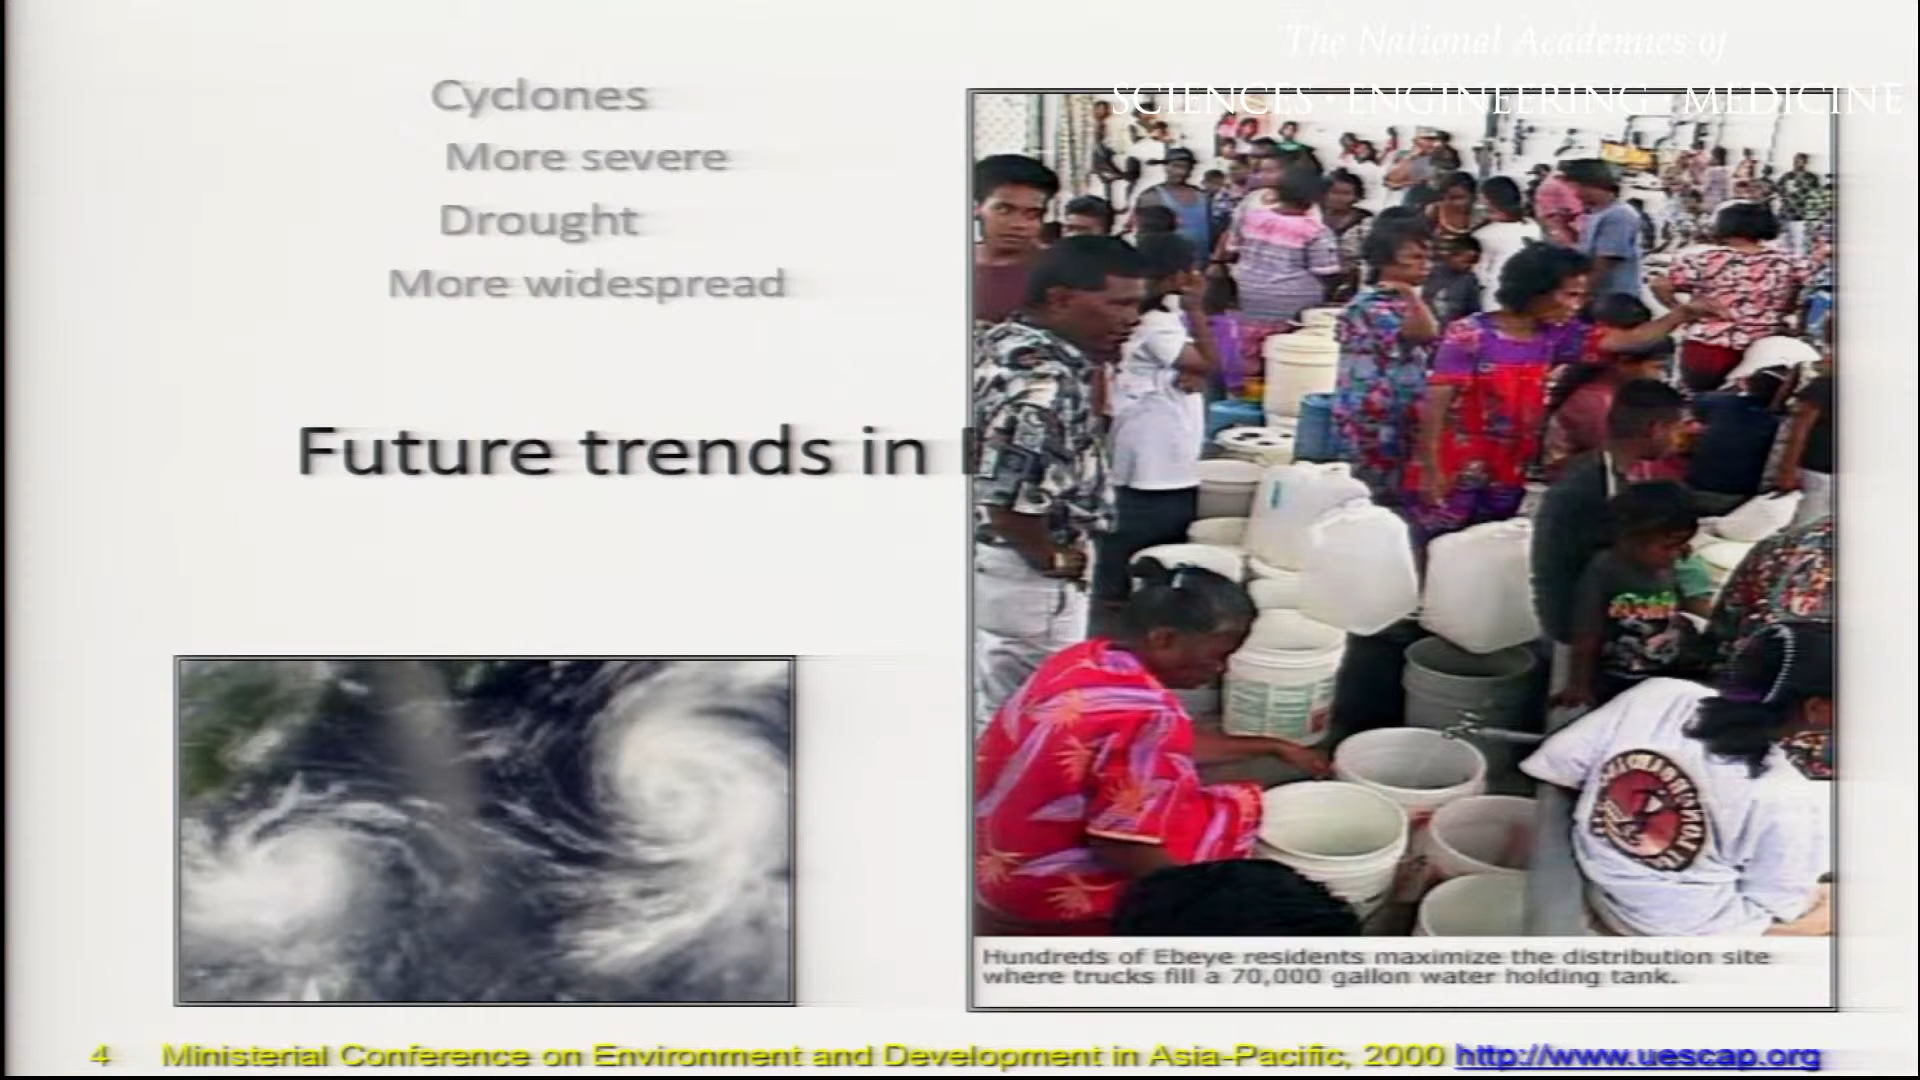 The National Academies of
SCIENCES · ENGINEERING · MEDICINE
Cyclones
More severe
Drought
More widespread
Future trends in
Hundreds of Ebeye residents maximize the distribution site
where trucks fill a 70,000 gallon water holding tank.
4 Ministerial Conference on Environment and Development in Asia-Pacific, 2000 http://www.uescap.org